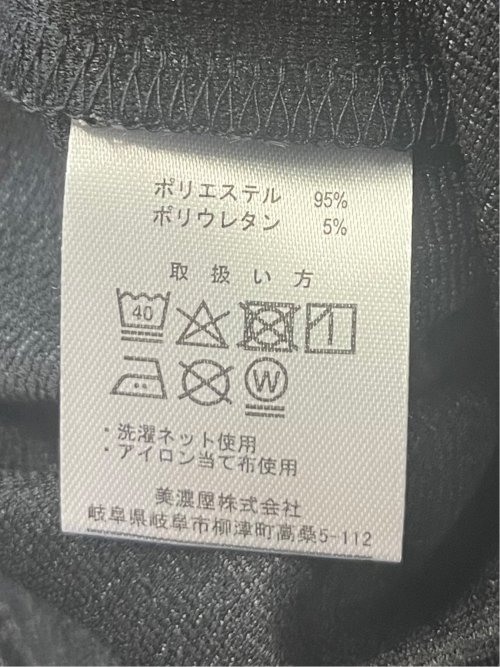 ポリエステル 95%
ポリウレタン 5%
取扱い方
40
W
・洗濯ネット使用
・アイロン当て布使用
美濃屋株式会社
岐阜県岐阜市柳津町高桑5-112